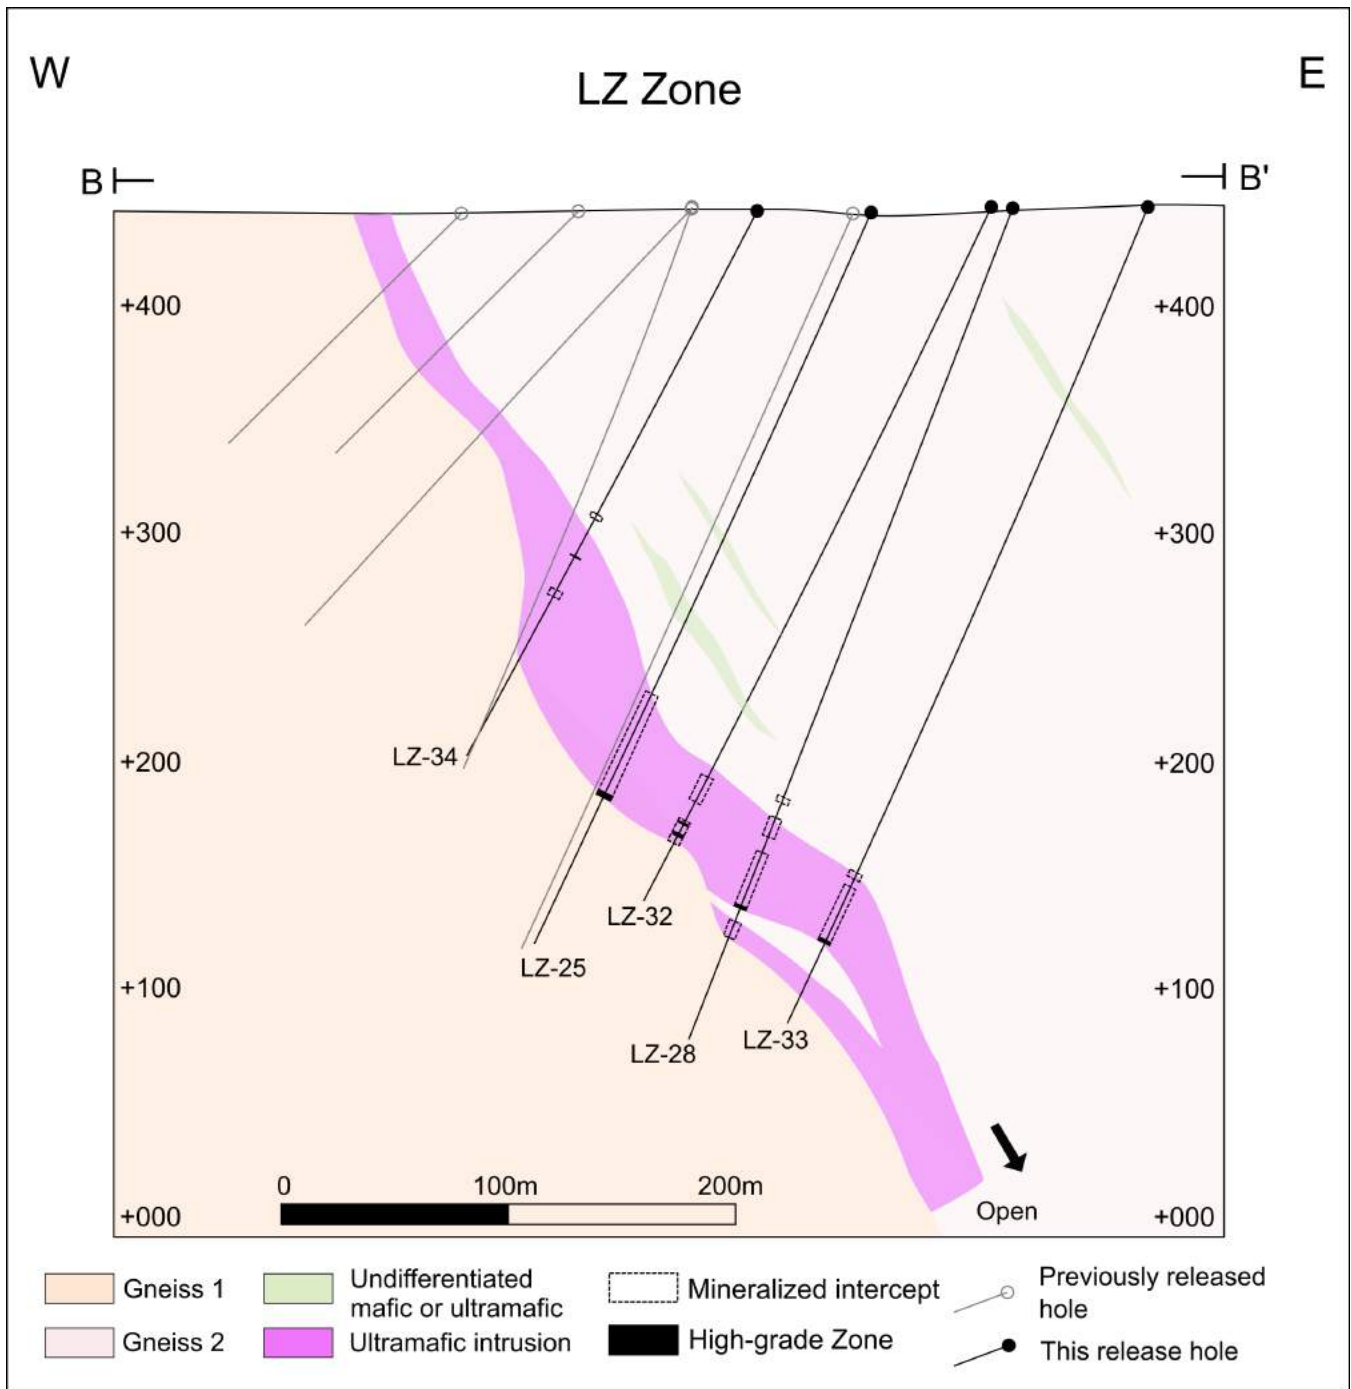 W
LZ Zone
E
B
B'
+400
+400
+300
+300
+200
+200
LZ-34
LZ-32
LZ-25
+100
+100
LZ-28
LZ-33
0
100m
200m
Open
+000
+000
Gneiss 1
Undifferentiated
mafic or ultramafic
Mineralized intercept
Previously released
hole
Gneiss 2
Ultramafic intrusion
High-grade Zone
This release hole